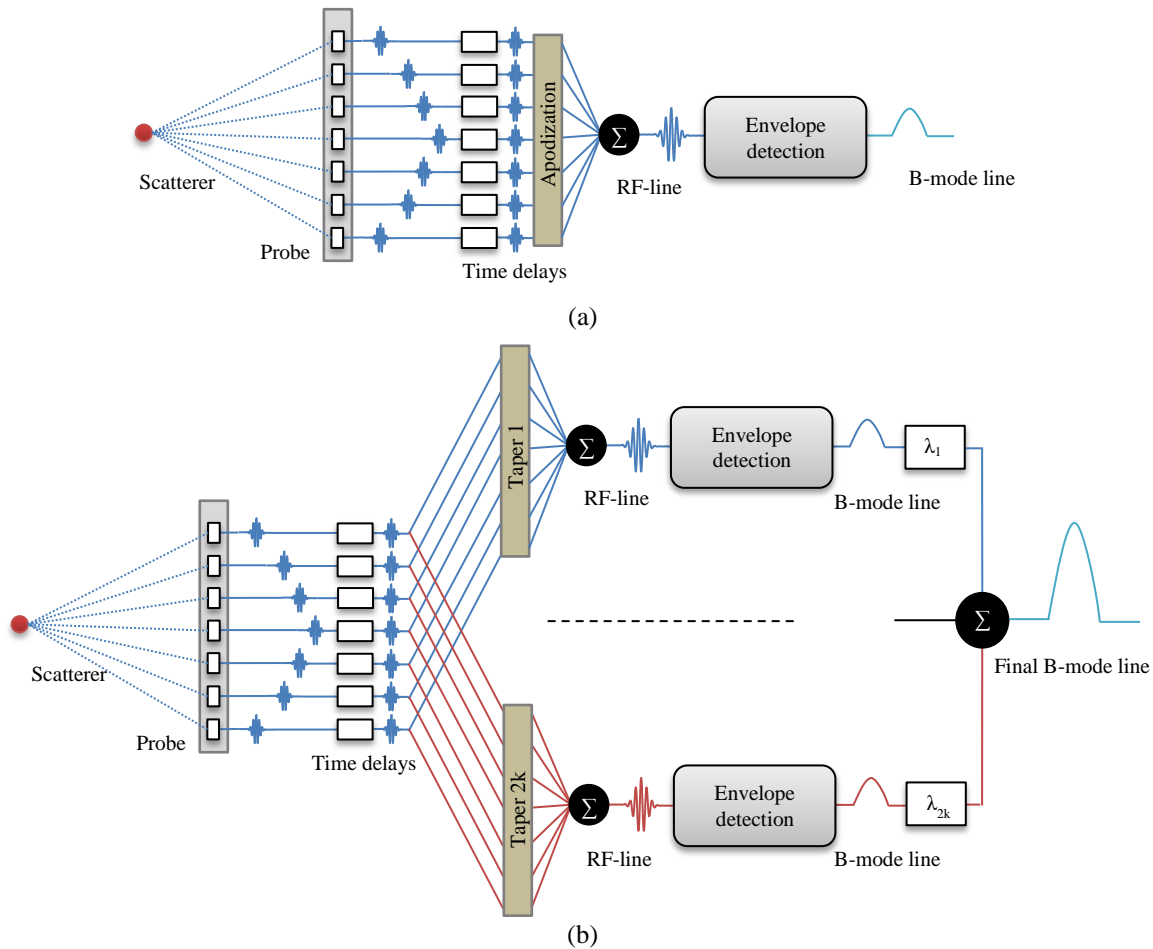 Apodization
Σ
Envelope
detection
Scatterer
RF-line
B-mode line
Probe
Time delays
(a)
Taper 1
Σ
Envelope
detection
λ1
RF-line
B-mode line
Σ
Scatterer
Final B-mode line
Probe
Time delays
Taper 2k
Σ
Envelope
detection
λ2k
RF-line
B-mode line
(b)